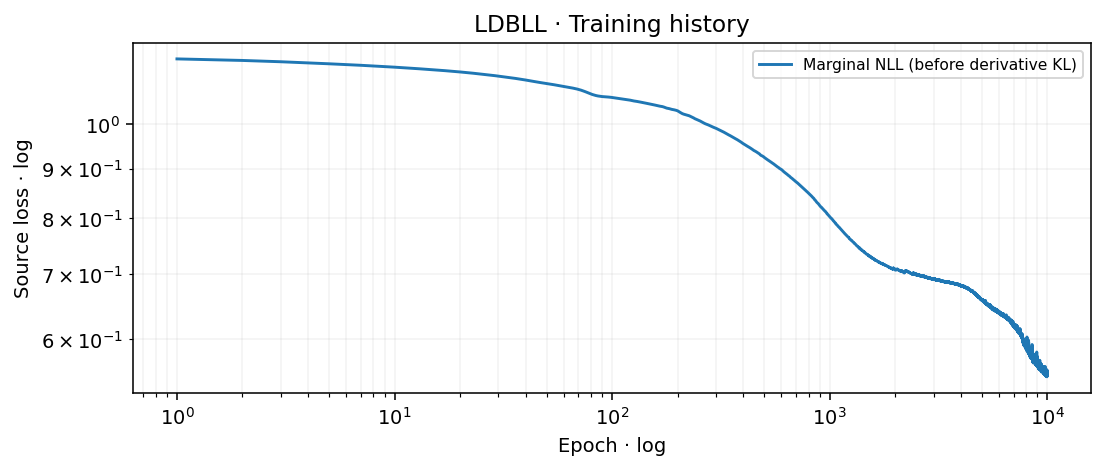 LDBLL · Training history
Marginal NLL (before derivative KL)
Source loss · log
10⁰
9 × 10⁻¹
8 × 10⁻¹
7 × 10⁻¹
6 × 10⁻¹
10⁰ 10¹ 10² 10³ 10⁴
Epoch · log